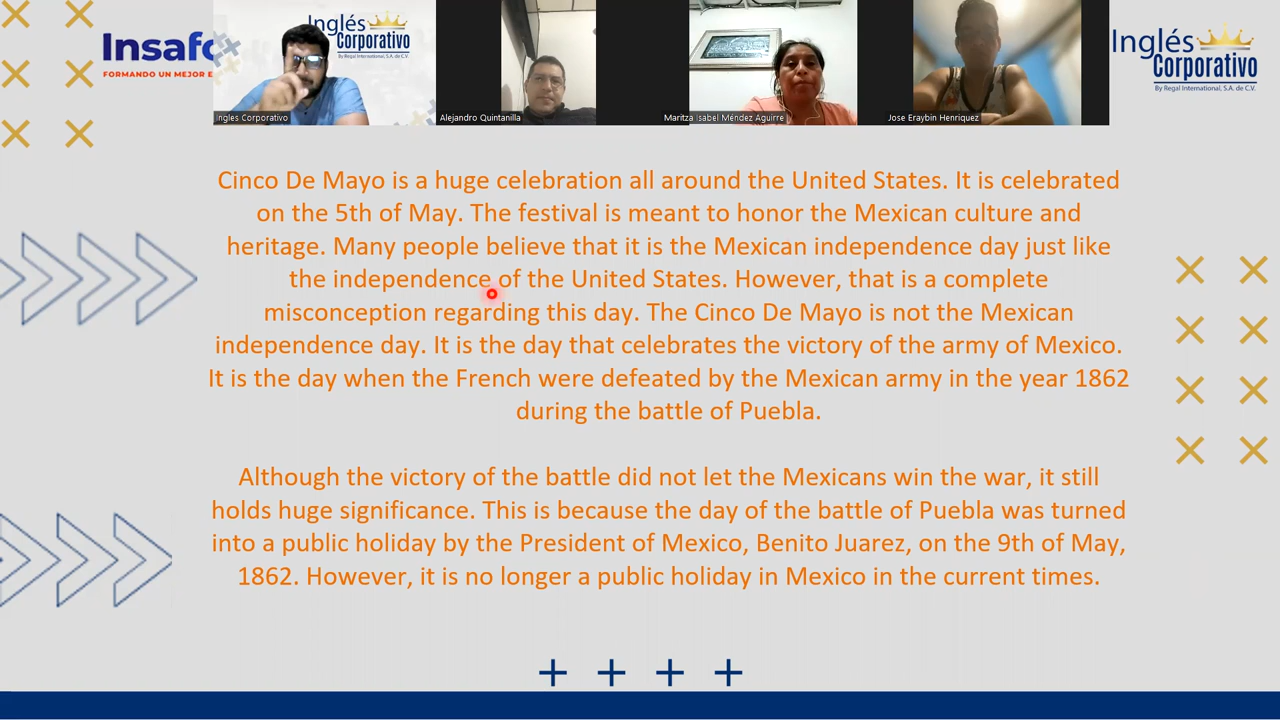 Insafo
FORMANDO UN MEJOR E
Inglés
Corporativo
By Regal International, S.A. de C.V.
Ingles Corporativo
Alejandro Quintanilla
Maritza Isabel Méndez Aguirre
Jose Eraybin Henriquez
Inglés
Corporativo
By Regal International, S.A. de C.V.
Cinco De Mayo is a huge celebration all around the United States. It is celebrated
on the 5th of May. The festival is meant to honor the Mexican culture and
heritage. Many people believe that it is the Mexican independence day just like
the independence of the United States. However, that is a complete
misconception regarding this day. The Cinco De Mayo is not the Mexican
independence day. It is the day that celebrates the victory of the army of Mexico.
It is the day when the French were defeated by the Mexican army in the year 1862
during the battle of Puebla.
Although the victory of the battle did not let the Mexicans win the war, it still
holds huge significance. This is because the day of the battle of Puebla was turned
into a public holiday by the President of Mexico, Benito Juarez, on the 9th of May,
1862. However, it is no longer a public holiday in Mexico in the current times.